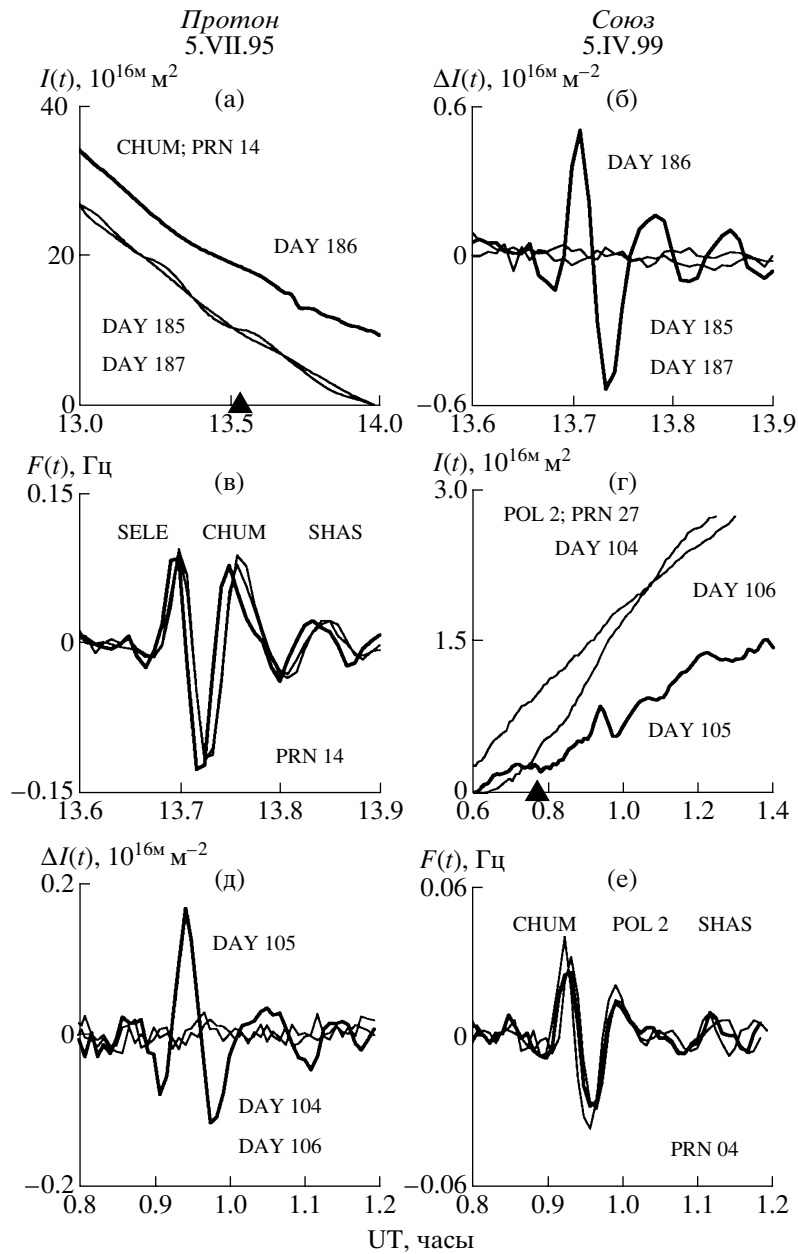 Протон
5.VII.95
Союз
5.IV.99
I(t), 10^16м м^2
(а)
40
20
0
CHUM; PRN 14
DAY 186
DAY 185
DAY 187
13.0 13.5 14.0
ΔI(t), 10^16м м^–2
(б)
0.6
0
–0.6
DAY 186
DAY 185
DAY 187
13.6 13.7 13.8 13.9
F(t), Гц
(в)
0.15
0
–0.15
SELE CHUM SHAS
PRN 14
13.6 13.7 13.8 13.9
I(t), 10^16м м^2
(г)
3.0
1.5
0
POL 2; PRN 27
DAY 104
DAY 106
DAY 105
0.6 0.8 1.0 1.2 1.4
ΔI(t), 10^16м м^–2
(д)
0.2
0
–0.2
DAY 105
DAY 104
DAY 106
0.8 0.9 1.0 1.1 1.2
F(t), Гц
(е)
0.06
0
–0.06
CHUM POL 2 SHAS
PRN 04
0.8 0.9 1.0 1.1 1.2
UT, часы